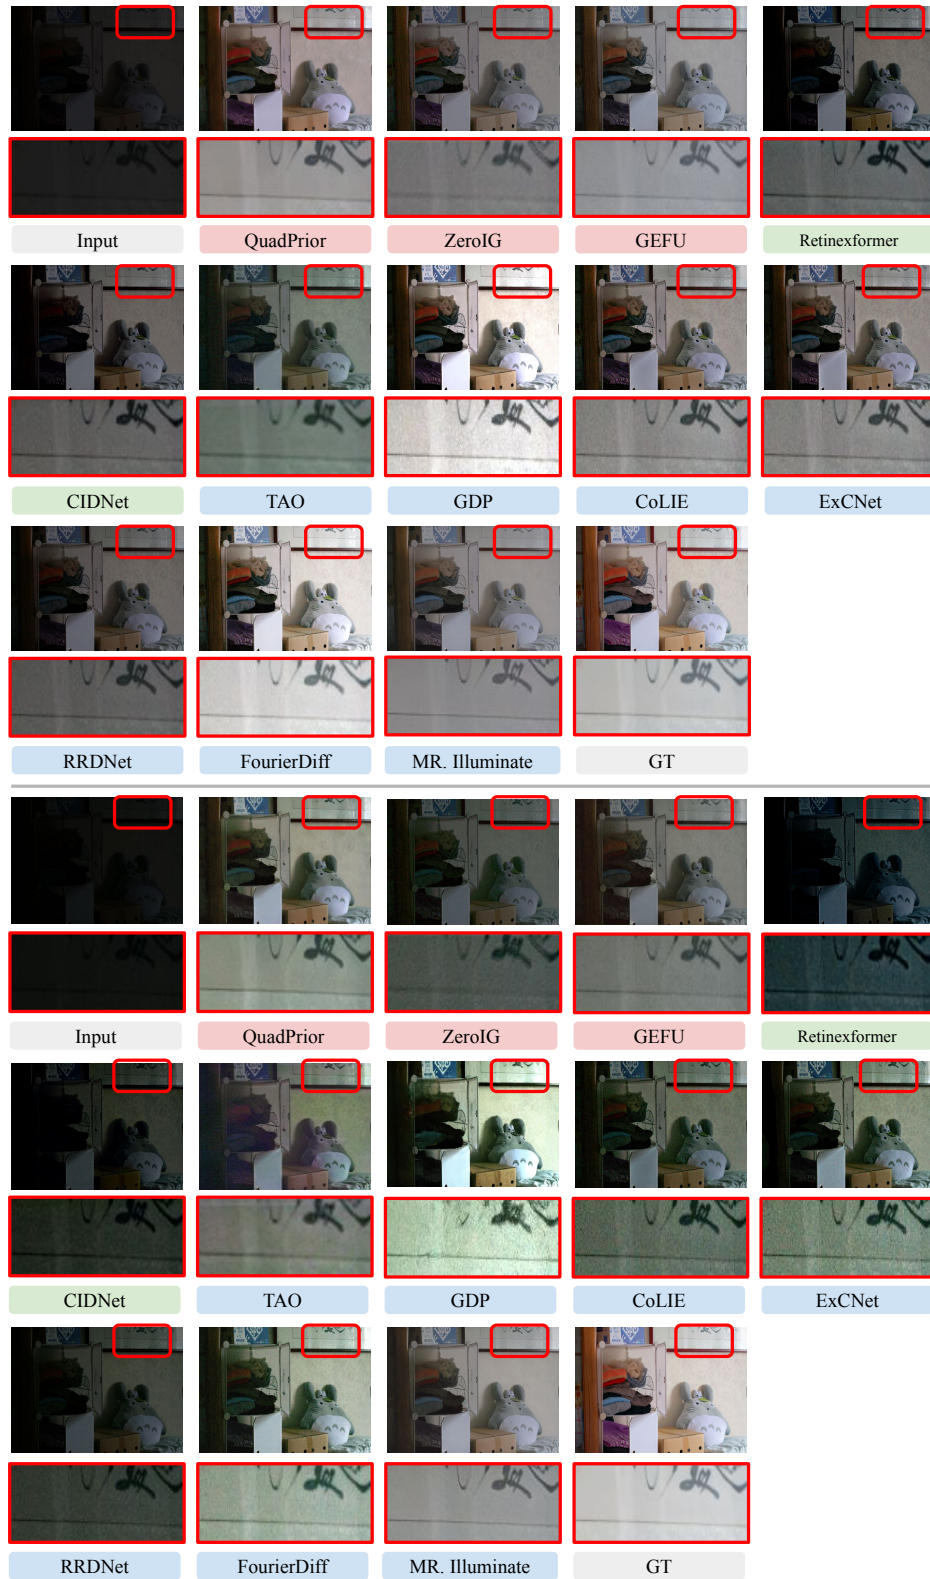 Input QuadPrior ZeroIG GEFU Retinexformer
CIDNet TAO GDP CoLIE ExCNet
RRDNet FourierDiff MR. Illuminate GT
Input QuadPrior ZeroIG GEFU Retinexformer
CIDNet TAO GDP CoLIE ExCNet
RRDNet FourierDiff MR. Illuminate GT